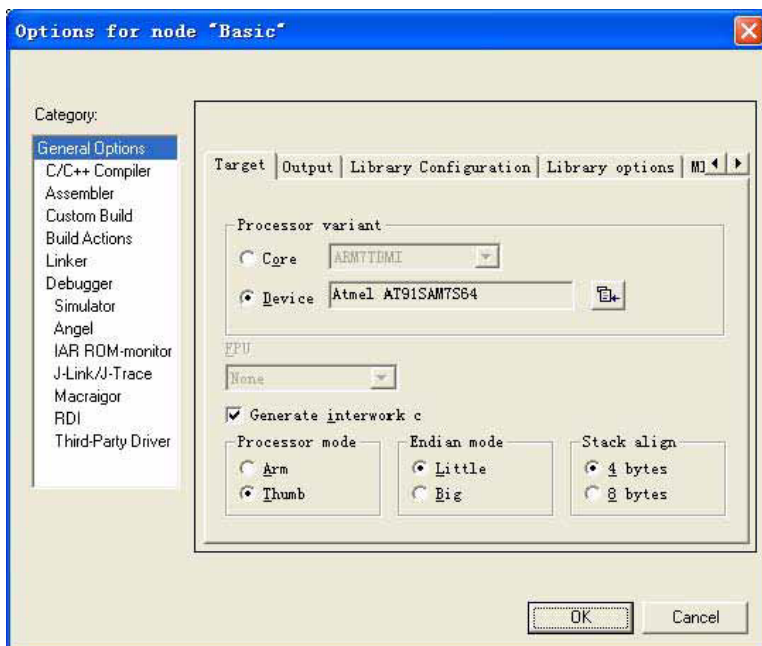 Options for node "Basic"
Category:
General Options
C/C++ Compiler
Assembler
Custom Build
Build Actions
Linker
Debugger
Simulator
Angel
IAR ROM-monitor
J-Link/J-Trace
Macraigor
RDI
Third-Party Driver
Target Output Library Configuration Library options MI
Processor variant
Core ARM7TDMI
Device Atmel AT91SAM7S64
FPU
None
Generate interwork c
Processor mode Endian mode Stack align
Arm Little 4 bytes
Thumb Big 8 bytes
OK Cancel